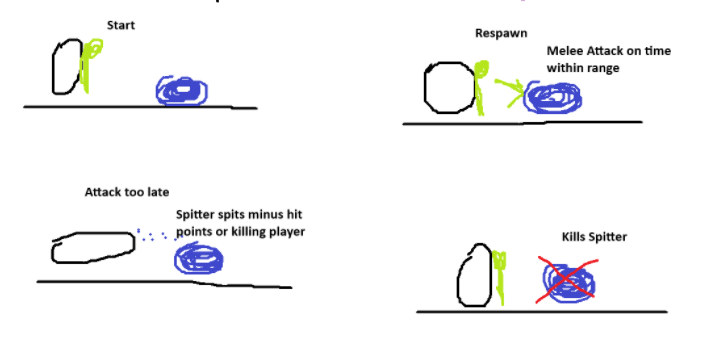 Start
Respawn
Melee Attack on time
within range
Attack too late
Spitter spits minus hit
points or killing player
Kills Spitter